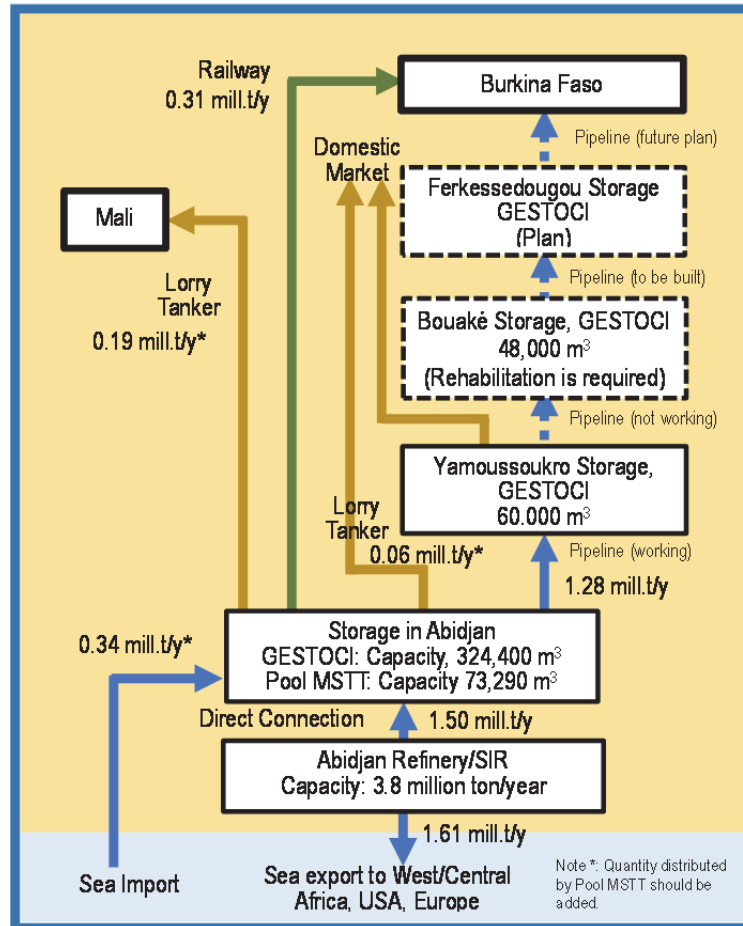 Railway
0.31 mill.t/y
Burkina Faso
Pipeline (future plan)
Domestic
Market
Ferkessedougou Storage
GESTOCI
(Plan)
Mali
Pipeline (to be built)
Lorry
Tanker
0.19 mill.t/y*
Bouaké Storage, GESTOCI
48,000 m³
(Rehabilitation is required)
Pipeline (not working)
Yamoussoukro Storage,
GESTOCI
60.000 m³
Lorry
Tanker
0.06 mill.t/y*
Pipeline (working)
1.28 mill.t/y
Storage in Abidjan
GESTOCI: Capacity, 324,400 m³
Pool MSTT: Capacity 73,290 m³
0.34 mill.t/y*
Direct Connection
1.50 mill.t/y
Abidjan Refinery/SIR
Capacity: 3.8 million ton/year
1.61 mill.t/y
Sea Import
Sea export to West/Central
Africa, USA, Europe
Note *: Quantity distributed
by Pool MSTT should be
added.